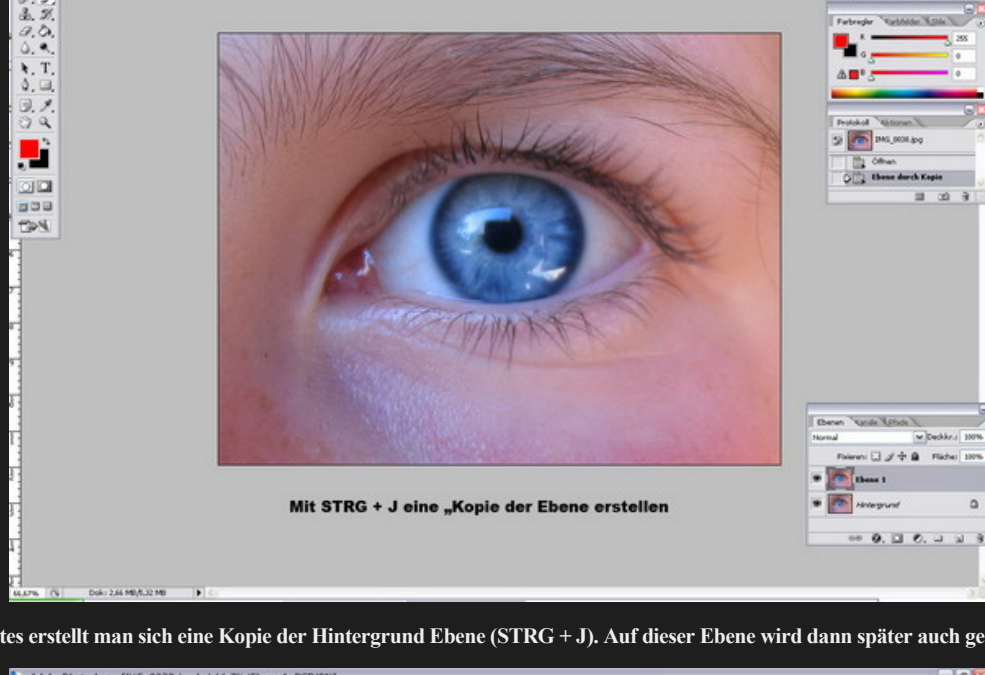 Farbregler Farbfelder Stile
R 255
G 0
B 0
Protokoll Aktionen
IMG_0038.jpg
Öffnen
Ebene durch Kopie
Ebenen Kanäle Pfade
Normal Deckkr.: 100%
Fixieren: Fläche: 100%
Ebene 1
Hintergrund
Mit STRG + J eine „Kopie der Ebene erstellen
66,67% Dok: 2,66 MB/5,32 MB
tes erstellt man sich eine Kopie der Hintergrund Ebene (STRG + J). Auf dieser Ebene wird dann später auch ge